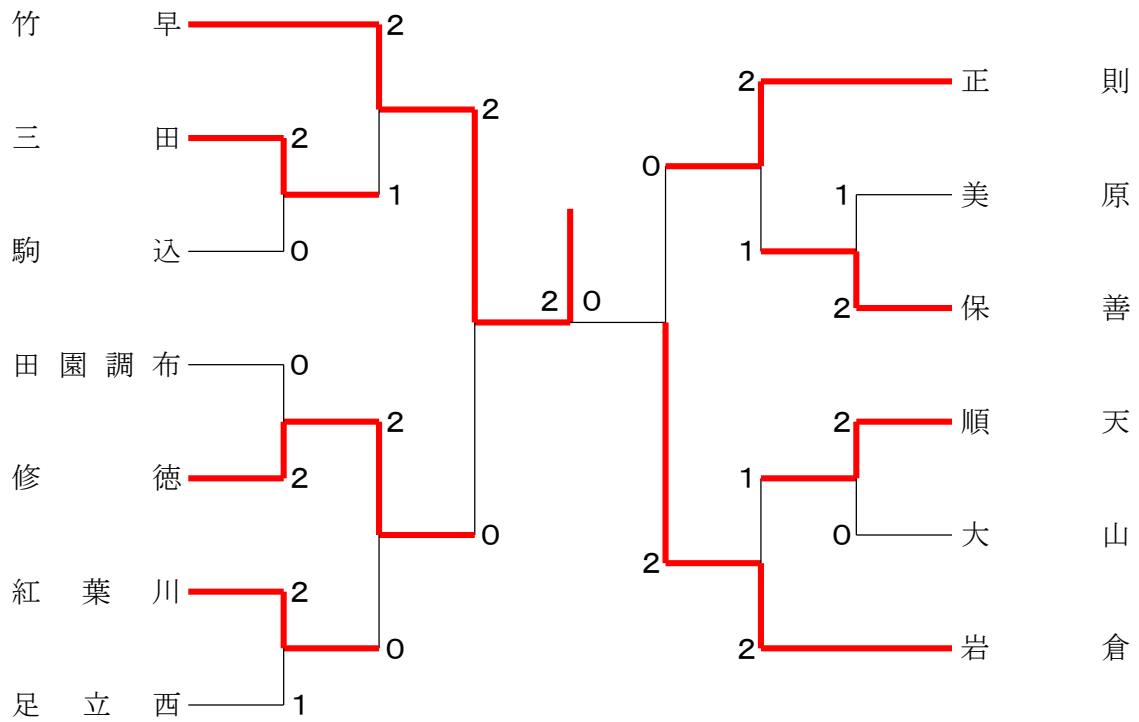 竹早 2
2 正則
2
三田 2
0
1 美原
1
駒込 0
1
2 0
2 保善
田園調布 0
2
2 順天
修徳 2
1
0
0 大山
2
紅葉川 2
0
2 岩倉
足立西 1